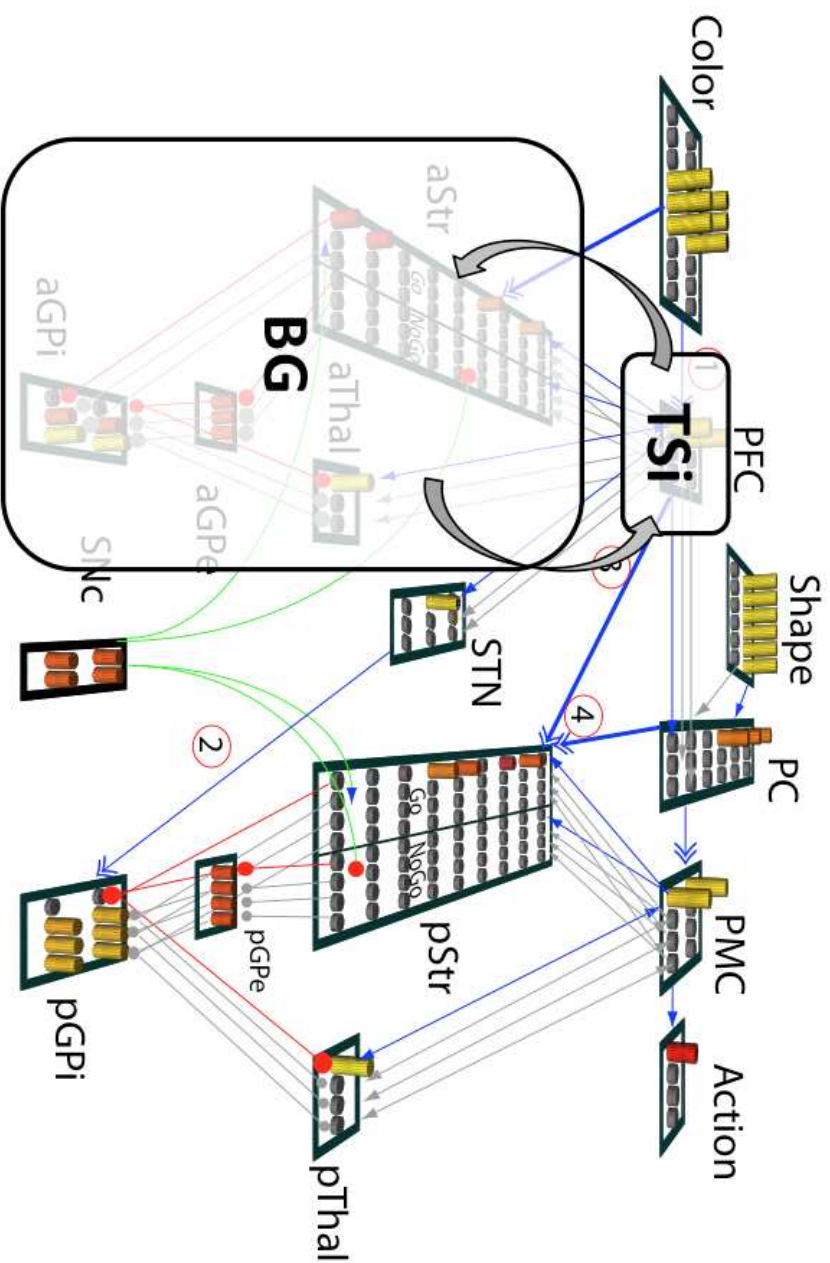 Color
1
PFC
TSi
Shape
PC
PMC
Action
aStr
Go
NoGo
BG
aThal
aGPi
aGPe
SNc
3
4
STN
2
Go
NoGo
pStr
pGPe
pGPi
pThal